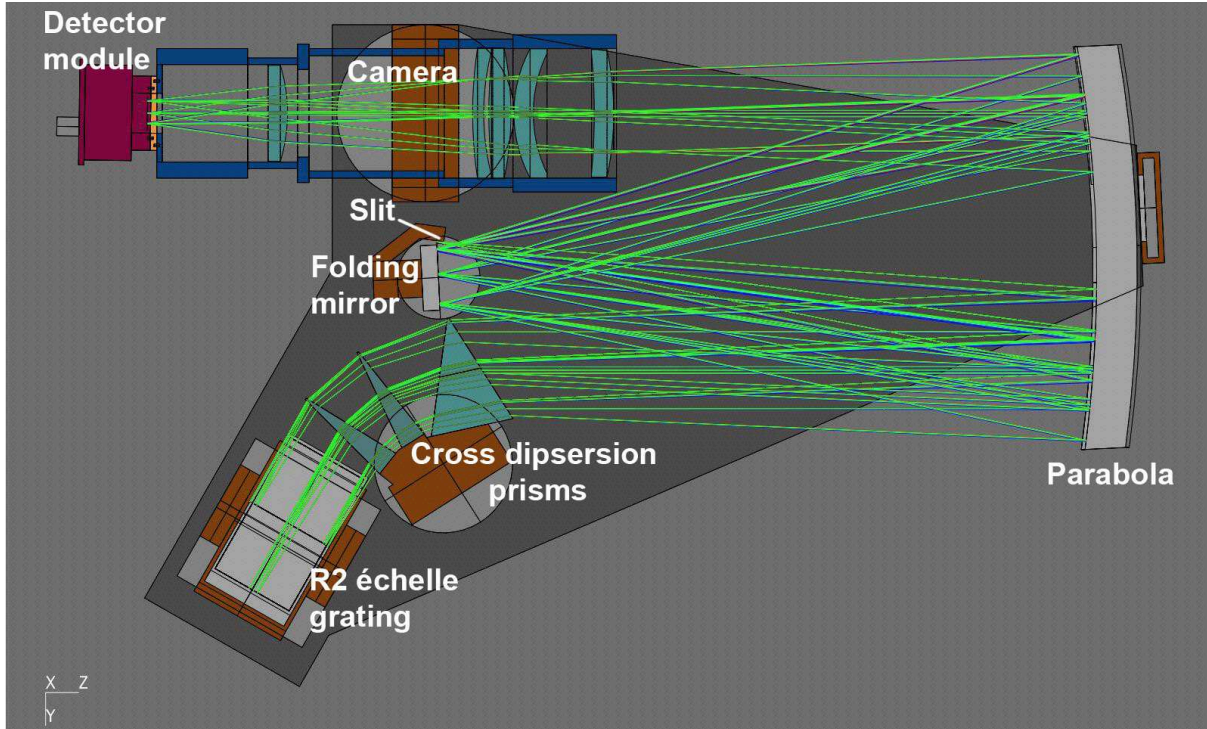 Detector
module
Camera
Slit
Folding
mirror
Cross dipsersion
prisms
Parabola
R2 échelle
grating
X Z
Y